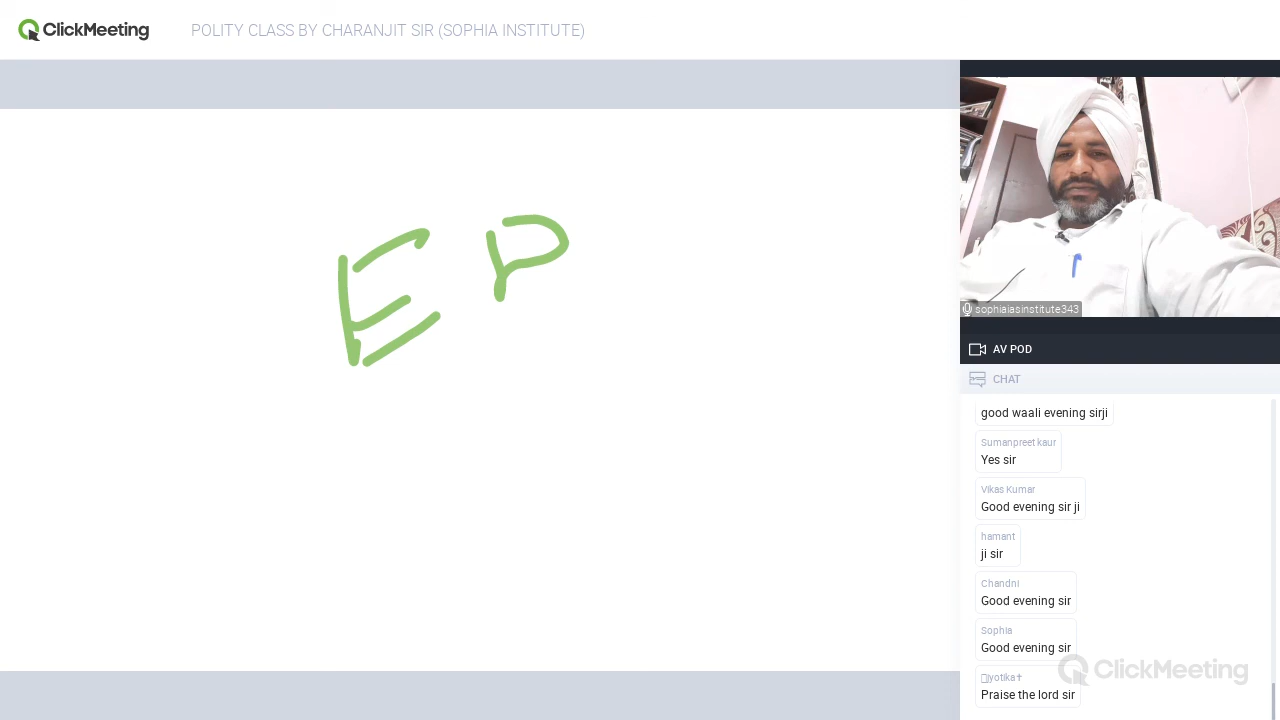 ClickMeeting
POLITY CLASS BY CHARANJIT SIR (SOPHIA INSTITUTE)
E P
sophiaiasinstitute343
AV POD
CHAT
good waali evening sirji
Sumanpreet kaur
Yes sir
Vikas Kumar
Good evening sir ji
hamant
ji sir
Chandni
Good evening sir
Sophia
Good evening sir
jyotika✝
Praise the lord sir
ClickMeeting